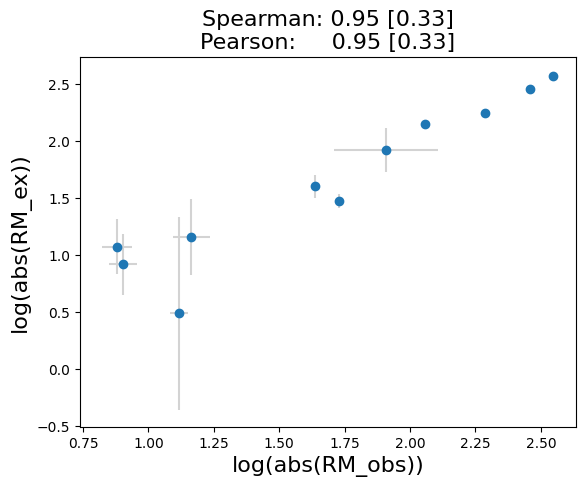 Spearman: 0.95 [0.33]
Pearson: 0.95 [0.33]
log(abs(RM_ex))
2.5
2.0
1.5
1.0
0.5
0.0
−0.5
0.75 1.00 1.25 1.50 1.75 2.00 2.25 2.50
log(abs(RM_obs))